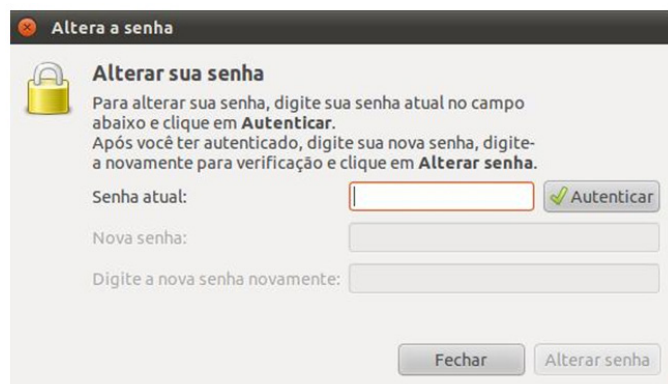 Altera a senha
Alterar sua senha
Para alterar sua senha, digite sua senha atual no campo
abaixo e clique em Autenticar.
Após você ter autenticado, digite sua nova senha, digite-
a novamente para verificação e clique em Alterar senha.
Senha atual:
Autenticar
Nova senha:
Digite a nova senha novamente:
Fechar
Alterar senha